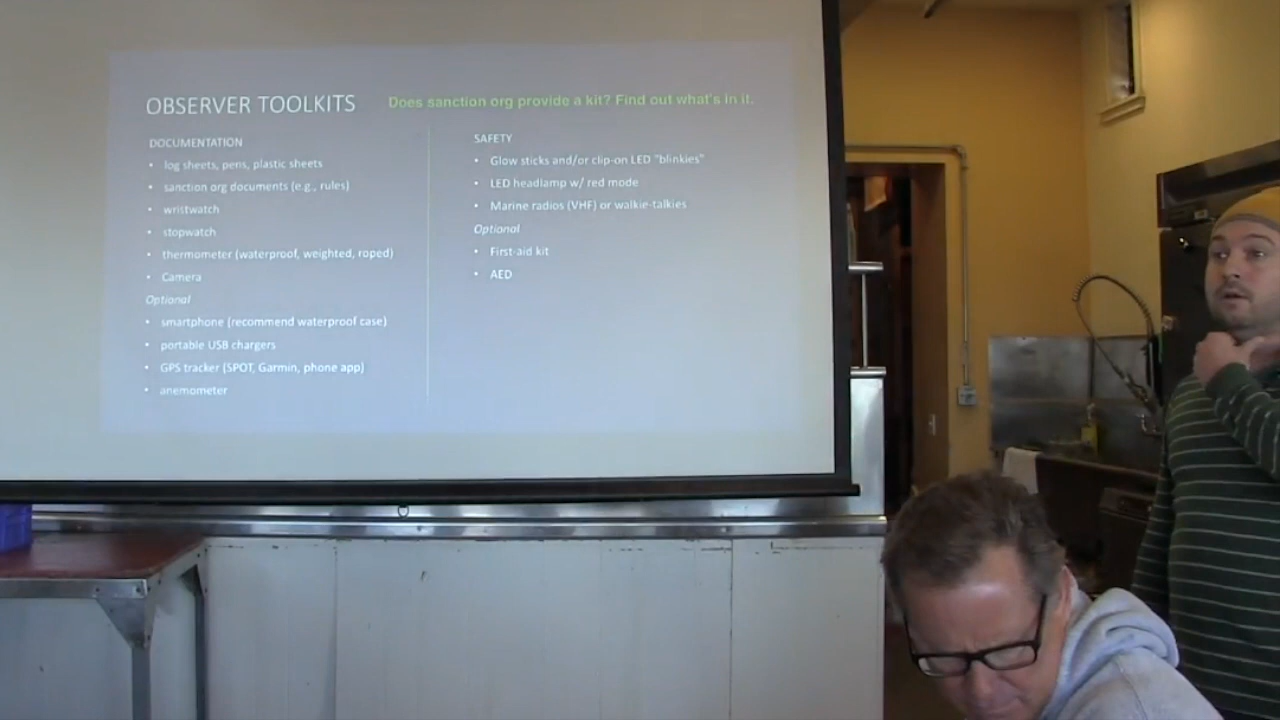 OBSERVER TOOLKITS
Does sanction org provide a kit? Find out what's in it.
DOCUMENTATION
• log sheets, pens, plastic sheets
• sanction org documents (e.g., rules)
• wristwatch
• stopwatch
• thermometer (waterproof, weighted, roped)
• Camera
Optional
• smartphone (recommend waterproof case)
• portable USB chargers
• GPS tracker (SPOT, Garmin, phone app)
• anemometer
SAFETY
• Glow sticks and/or clip-on LED "blinkies"
• LED headlamp w/ red mode
• Marine radios (VHF) or walkie-talkies
Optional
• First-aid kit
• AED